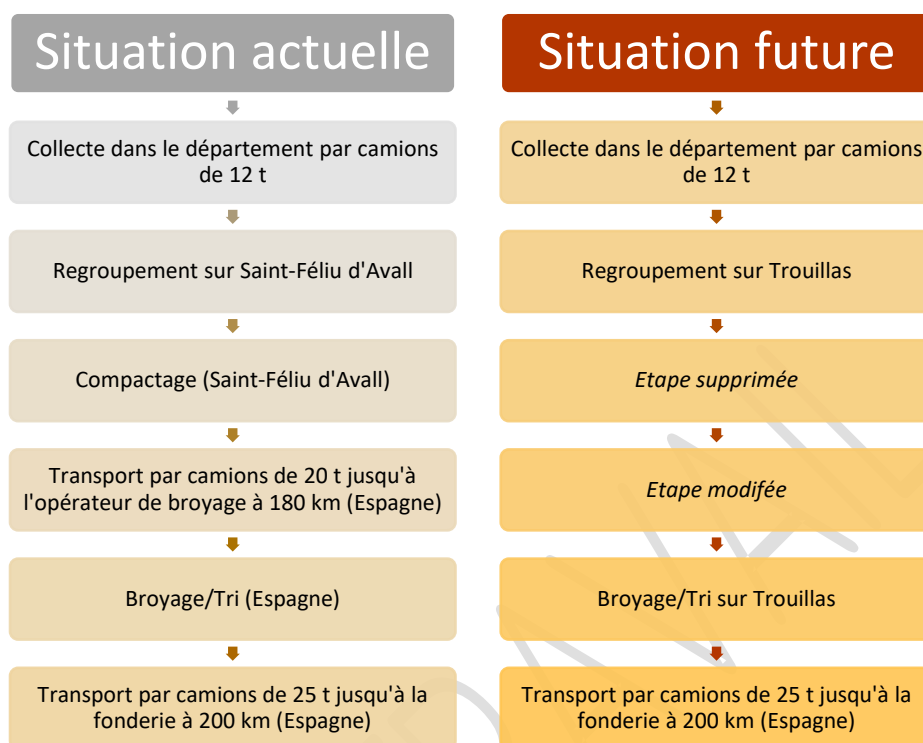 Situation actuelle
Collecte dans le département par camions
de 12 t
Regroupement sur Saint-Féliu d'Avall
Compactage (Saint-Féliu d'Avall)
Transport par camions de 20 t jusqu'à
l'opérateur de broyage à 180 km (Espagne)
Broyage/Tri (Espagne)
Transport par camions de 25 t jusqu'à la
fonderie à 200 km (Espagne)
Situation future
Collecte dans le département par camions
de 12 t
Regroupement sur Trouillas
Etape supprimée
Etape modifée
Broyage/Tri sur Trouillas
Transport par camions de 25 t jusqu'à la
fonderie à 200 km (Espagne)